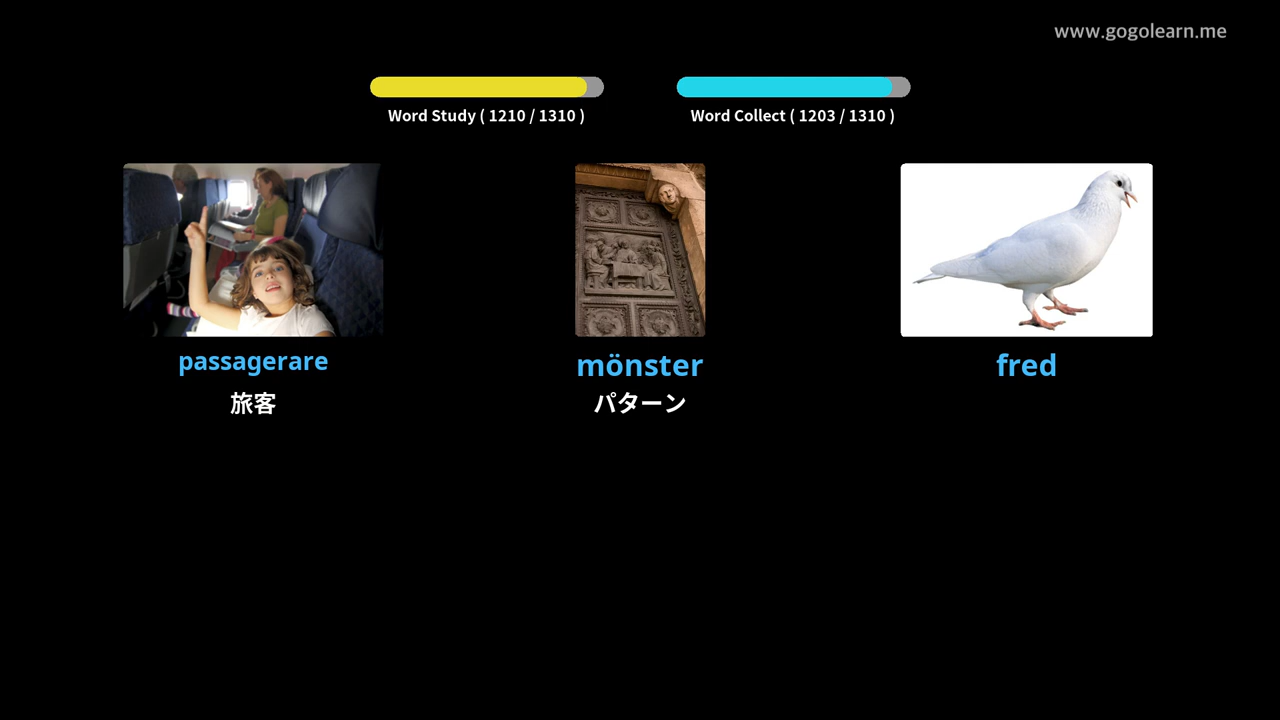 www.gogolearn.me
Word Study ( 1210 / 1310 )
Word Collect ( 1203 / 1310 )
passagerare
旅客
mönster
パターン
fred